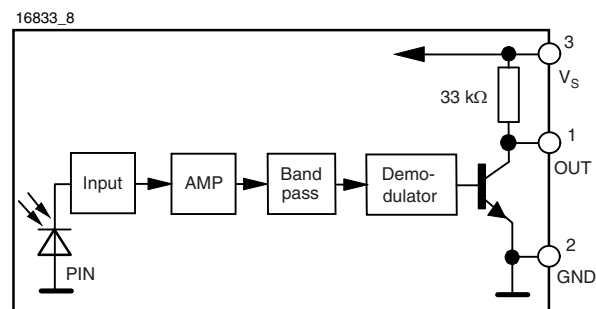 16833_8
3
V_S
33 kΩ
1
OUT
Input
AMP
Band
pass
Demo-
dulator
2
GND
PIN